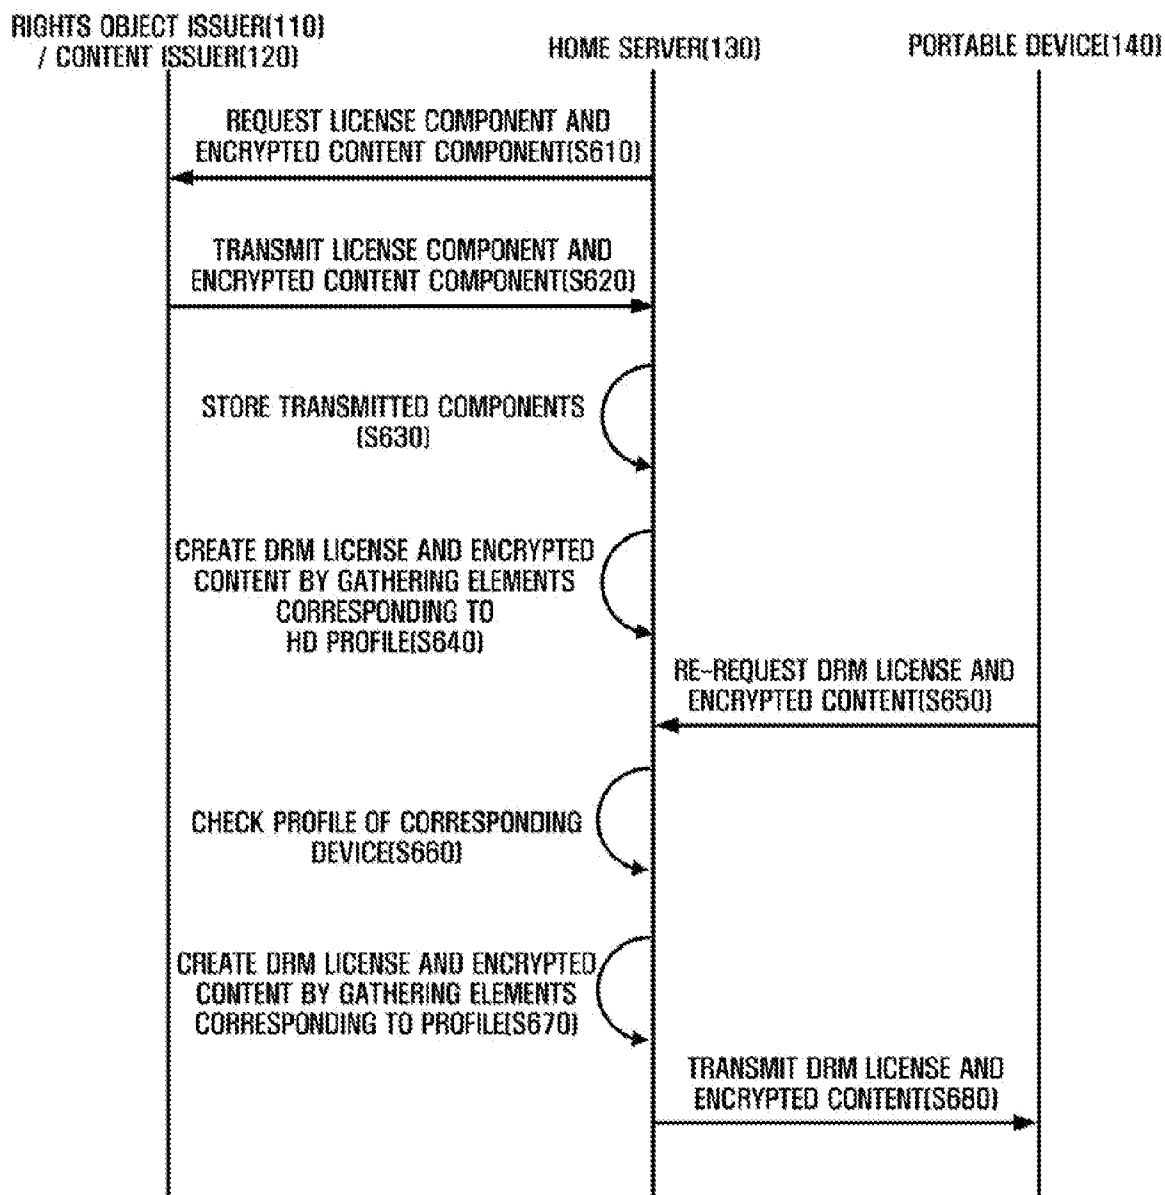 RIGHTS OBJECT ISSUER(110)
/ CONTENT ISSUER(120)
HOME SERVER(130)
PORTABLE DEVICE(140)
REQUEST LICENSE COMPONENT AND
ENCRYPTED CONTENT COMPONENT(S610)
TRANSMIT LICENSE COMPONENT AND
ENCRYPTED CONTENT COMPONENT(S620)
STORE TRANSMITTED COMPONENTS
(S630)
CREATE DRM LICENSE AND ENCRYPTED
CONTENT BY GATHERING ELEMENTS
CORRESPONDING TO
HD PROFILE(S640)
RE-REQUEST DRM LICENSE AND
ENCRYPTED CONTENT(S650)
CHECK PROFILE OF CORRESPONDING
DEVICE(S660)
CREATE DRM LICENSE AND ENCRYPTED
CONTENT BY GATHERING ELEMENTS
CORRESPONDING TO PROFILE(S670)
TRANSMIT DRM LICENSE AND
ENCRYPTED CONTENT(S680)